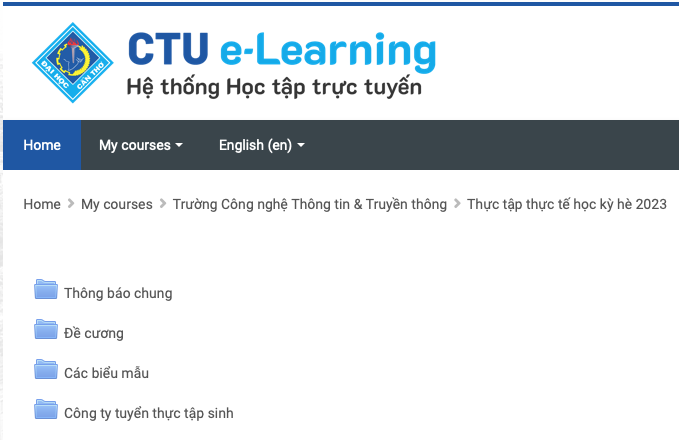 ĐẠI HỌC CẦN THƠ
CTU e-Learning
Hệ thống Học tập trực tuyến
Home My courses English (en)
Home My courses Trường Công nghệ Thông tin & Truyền thông Thực tập thực tế học kỳ hè 2023
Thông báo chung
Đề cương
Các biểu mẫu
Công ty tuyển thực tập sinh